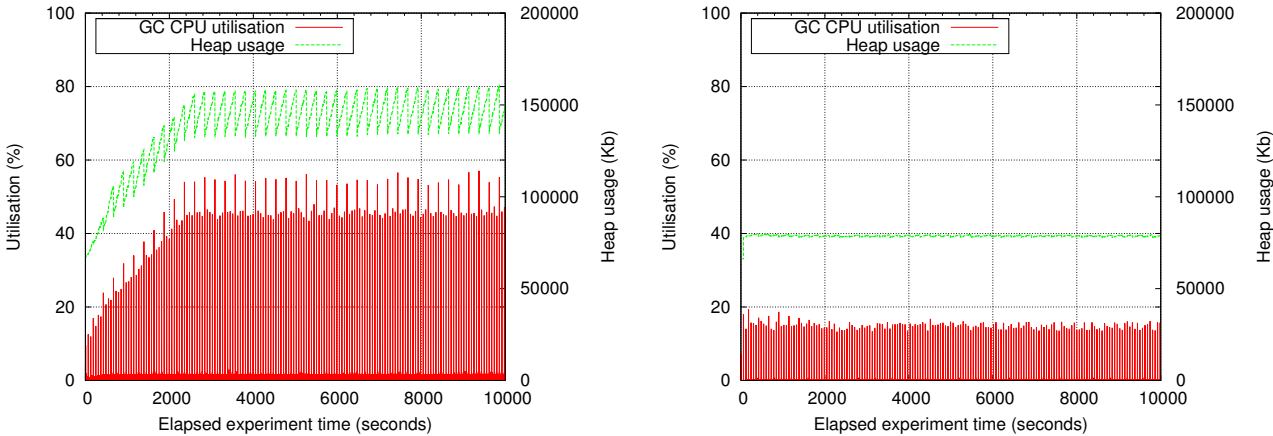 GC CPU utilisation
Heap usage
Utilisation (%)
100
80
60
40
20
0
200000
150000
100000
50000
0
Heap usage (Kb)
0 2000 4000 6000 8000 10000
Elapsed experiment time (seconds)
GC CPU utilisation
Heap usage
Utilisation (%)
100
80
60
40
20
0
200000
150000
100000
50000
0
Heap usage (Kb)
0 2000 4000 6000 8000 10000
Elapsed experiment time (seconds)